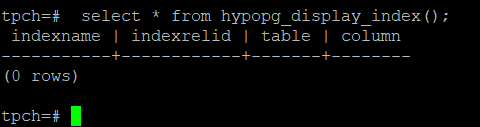 tpch=#  select * from hypopg_display_index();
 indexname | indexrelid | table | column
-----------+------------+-------+--------
(0 rows)
tpch=#